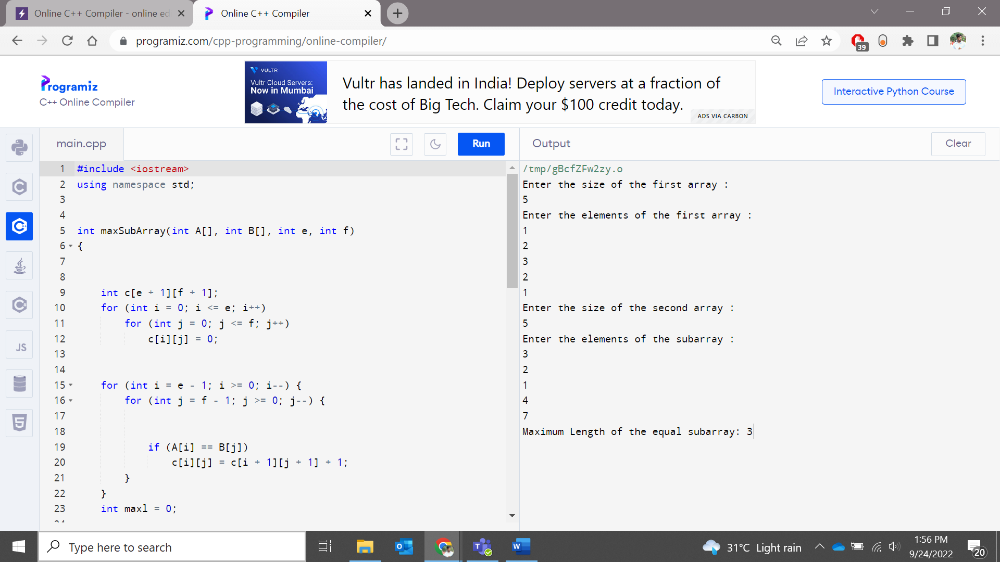 Online C++ Compiler - online ed
Online C++ Compiler
programiz.com/cpp-programming/online-compiler/
39
Programiz
C++ Online Compiler
VULTR
Vultr Cloud Servers:
Now in Mumbai
Vultr has landed in India! Deploy servers at a fraction of
the cost of Big Tech. Claim your $100 credit today.
ADS VIA CARBON
Interactive Python Course
main.cpp
Run
Output
Clear
1 #include <iostream>
2 using namespace std;
3
4
5 int maxSubArray(int A[], int B[], int e, int f)
6 {
7
8
9 int c[e + 1][f + 1];
10 for (int i = 0; i <= e; i++)
11 for (int j = 0; j <= f; j++)
12 c[i][j] = 0;
13
14
15 for (int i = e - 1; i >= 0; i--) {
16 for (int j = f - 1; j >= 0; j--) {
17
18
19 if (A[i] == B[j])
20 c[i][j] = c[i + 1][j + 1] + 1;
21 }
22 }
23 int maxl = 0;
/tmp/gBcfZFw2zy.o
Enter the size of the first array :
5
Enter the elements of the first array :
1
2
3
2
1
Enter the size of the second array :
5
Enter the elements of the subarray :
3
2
1
4
7
Maximum Length of the equal subarray: 3
JS
Type here to search
31°C Light rain
1:56 PM
9/24/2022
20